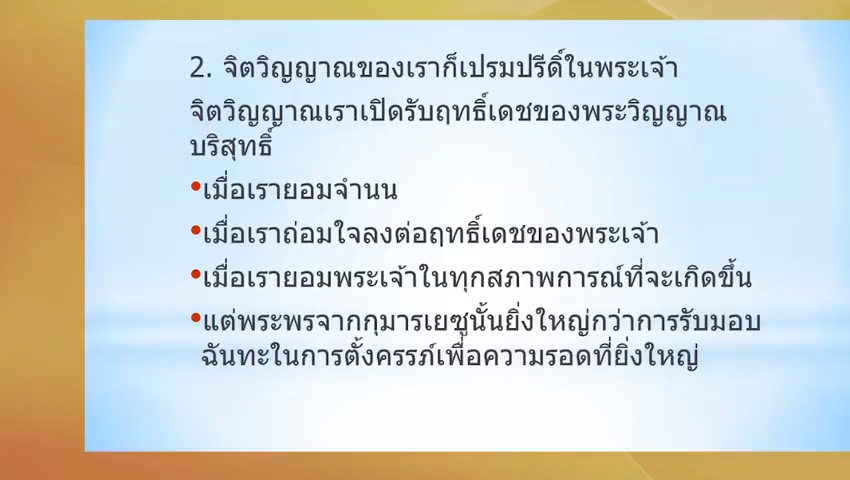 2. จิตวิญญาณของเราก็เปรมปรีดิ์ในพระเจ้า
จิตวิญญาณเราเปิดรับฤทธิ์เดชของพระวิญญาณ
บริสุทธิ์
•เมื่อเรายอมจำนน
•เมื่อเราถ่อมใจลงต่อฤทธิ์เดชของพระเจ้า
•เมื่อเรายอมพระเจ้าในทุกสภาพการณ์ที่จะเกิดขึ้น
•แต่พระพรจากกุมารเยซูนั้นยิ่งใหญ่กว่าการรับมอบ
ฉันทะในการตั้งครรภ์เพื่อความรอดที่ยิ่งใหญ่